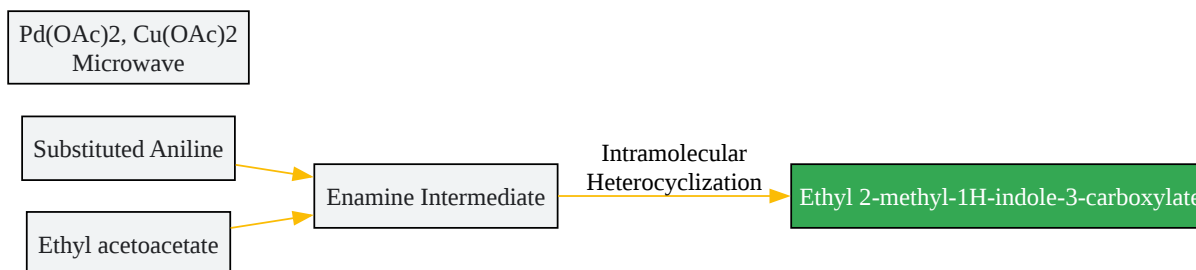 Pd(OAc)2, Cu(OAc)2
Microwave
Substituted Aniline
Ethyl acetoacetate
Enamine Intermediate
Intramolecular
Heterocyclization
Ethyl 2-methyl-1H-indole-3-carboxylate